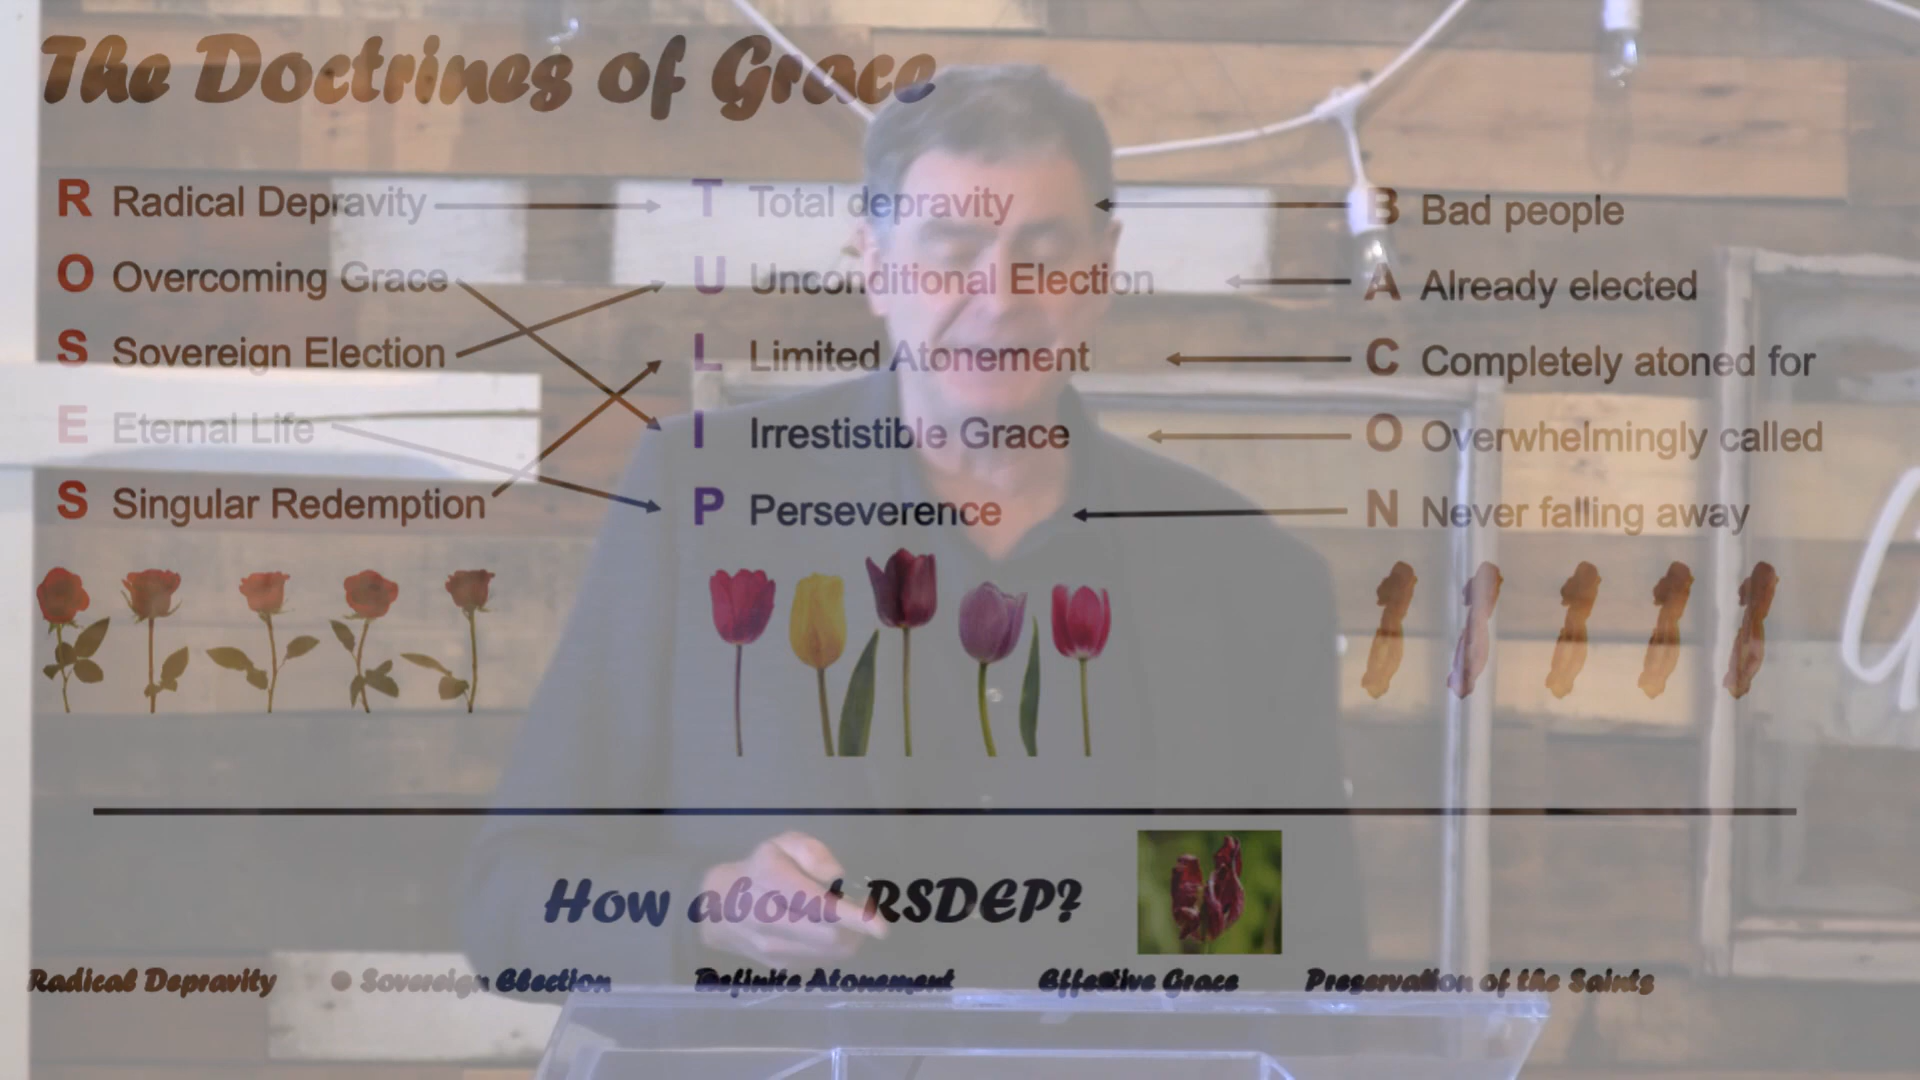 The Doctrines of Grace
R Radical Depravity
O Overcoming Grace
S Sovereign Election
E Eternal Life
S Singular Redemption
T Total depravity
U Unconditional Election
L Limited Atonement
I Irrestistible Grace
P Perseverence
B Bad people
A Already elected
C Completely atoned for
O Overwhelmingly called
N Never falling away
How about RSDEP?
Radical Depravity • Sovereign Election Definite Atonement Effective Grace Preservation of the Saints